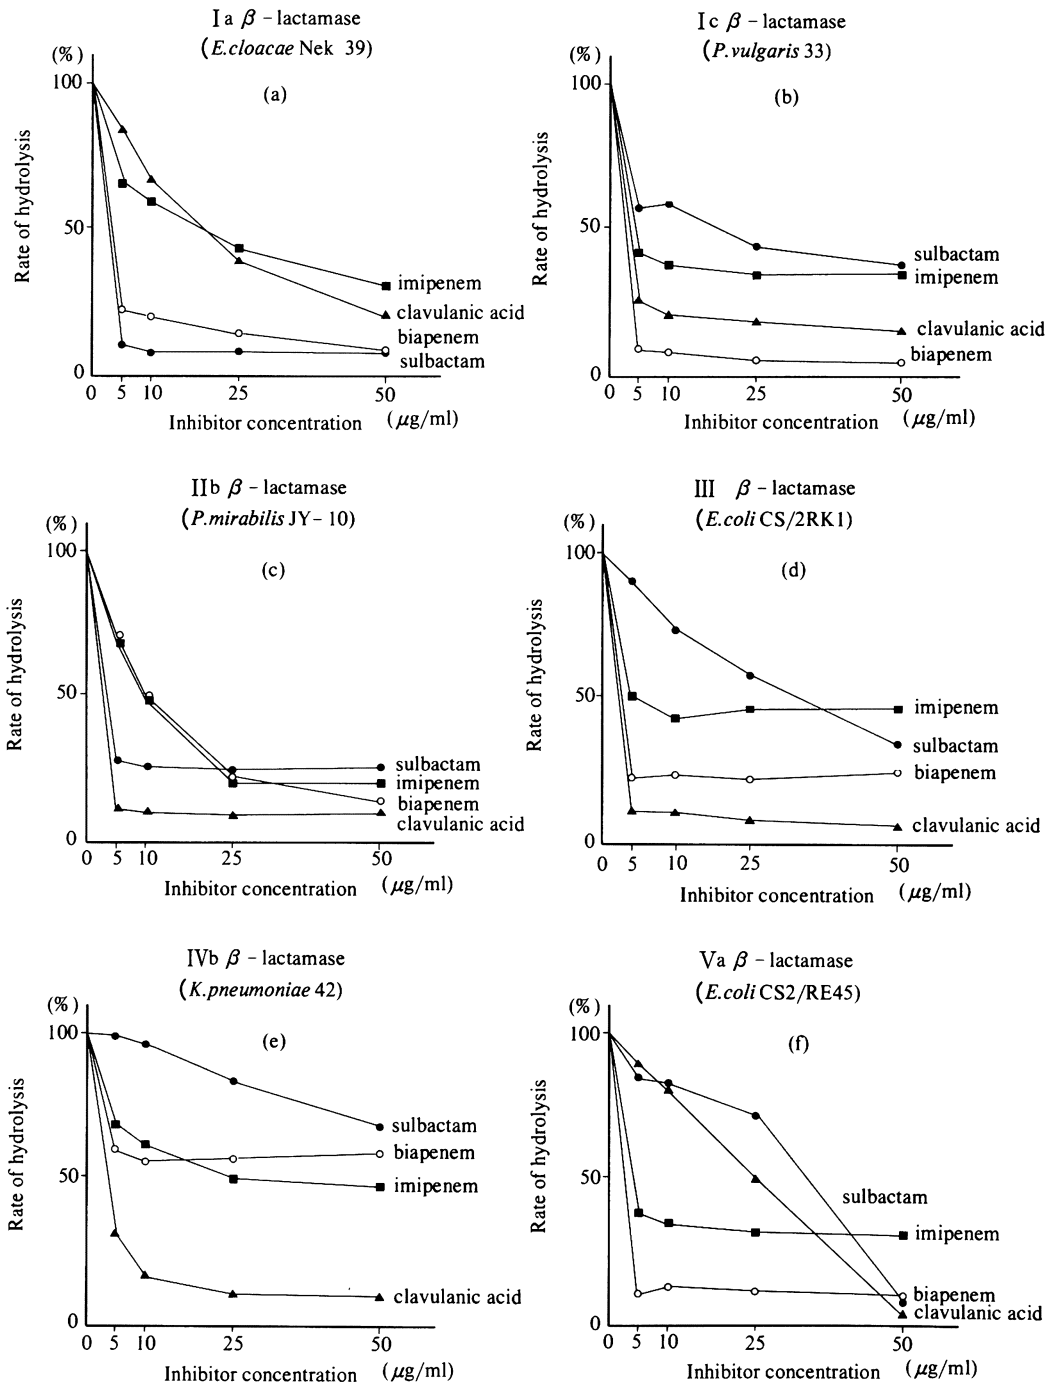 Ia β - lactamase
(E.cloacae Nek 39)
(%)
(a)
100
50
0
Rate of hydrolysis
imipenem
clavulanic acid
biapenem
sulbactam
0 5 10 25 50
Inhibitor concentration (μg/ml)
Ic β - lactamase
(P.vulgaris 33)
(%)
(b)
100
50
0
Rate of hydrolysis
sulbactam
imipenem
clavulanic acid
biapenem
0 5 10 25 50
Inhibitor concentration (μg/ml)
IIb β - lactamase
(P.mirabilis JY-10)
(%)
(c)
100
50
0
Rate of hydrolysis
sulbactam
imipenem
biapenem
clavulanic acid
0 5 10 25 50
Inhibitor concentration (μg/ml)
III β - lactamase
(E.coli CS/2RK1)
(%)
(d)
100
50
0
Rate of hydrolysis
imipenem
sulbactam
biapenem
clavulanic acid
0 5 10 25 50
Inhibitor concentration (μg/ml)
IVb β - lactamase
(K.pneumoniae 42)
(%)
(e)
100
50
0
Rate of hydrolysis
sulbactam
biapenem
imipenem
clavulanic acid
0 5 10 25 50
Inhibitor concentration (μg/ml)
Va β - lactamase
(E.coli CS2/RE45)
(%)
(f)
100
50
0
Rate of hydrolysis
sulbactam
imipenem
biapenem
clavulanic acid
0 5 10 25 50
Inhibitor concentration (μg/ml)